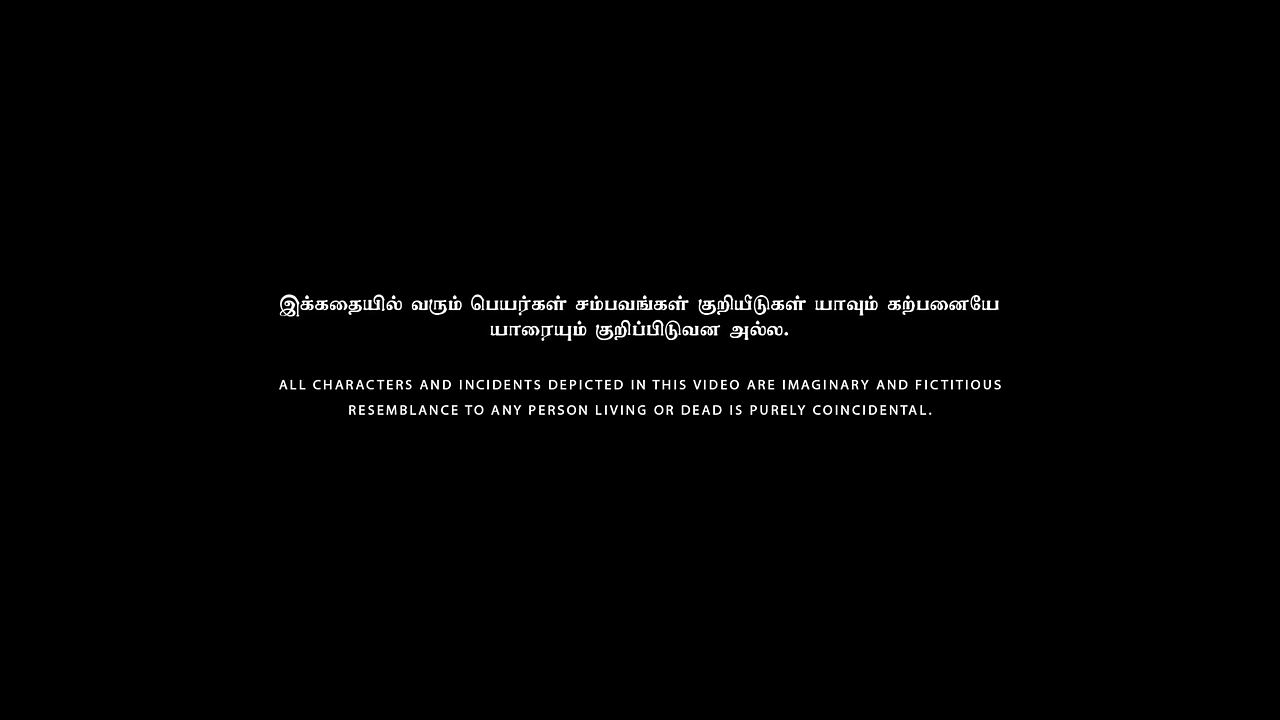 இக்கதையில் வரும் பெயர்கள் சம்பவங்கள் குறியீடுகள் யாவும் கற்பனையே
யாரையும் குறிப்பிடுவன அல்ல.
ALL CHARACTERS AND INCIDENTS DEPICTED IN THIS VIDEO ARE IMAGINARY AND FICTITIOUS
RESEMBLANCE TO ANY PERSON LIVING OR DEAD IS PURELY COINCIDENTAL.